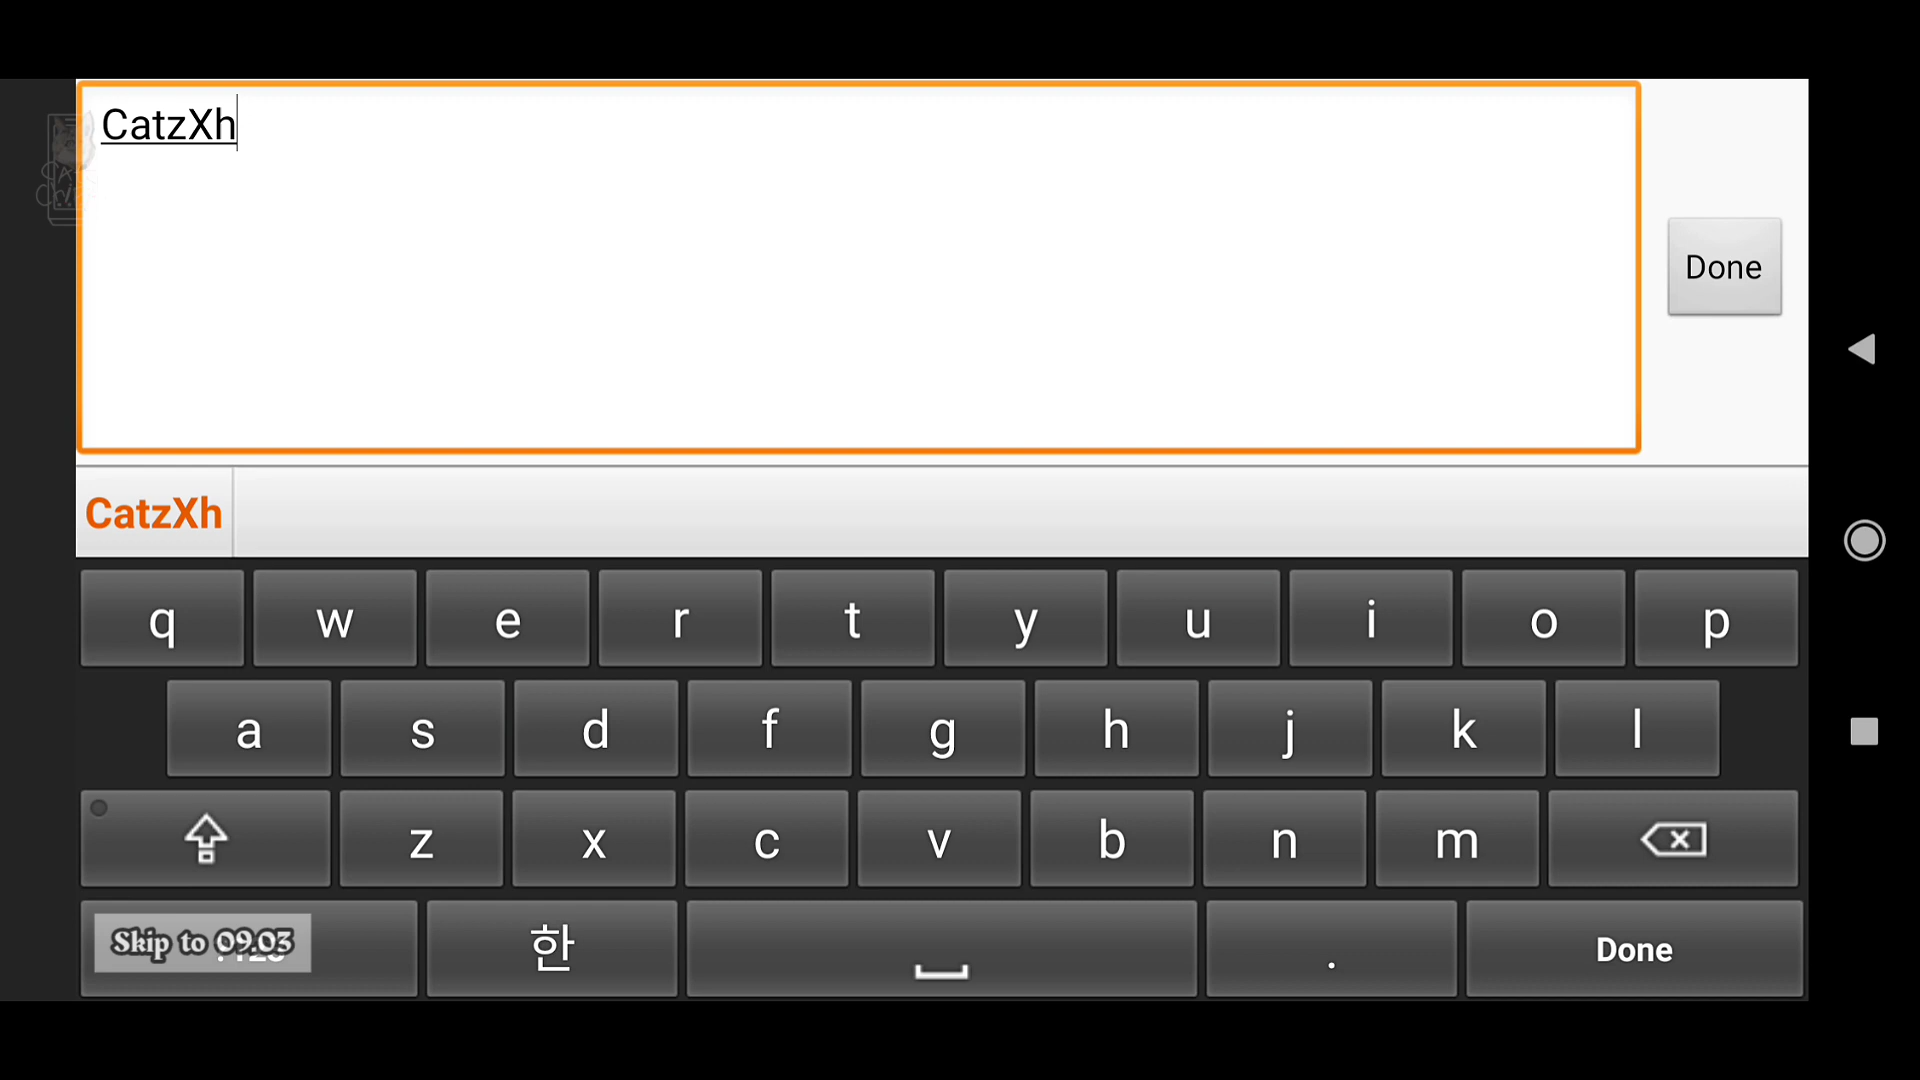 CatzXh
Done
CatzXh
q w e r t y u i o p
a s d f g h j k l
z x c v b n m
Skip to 09:03
한 . Done